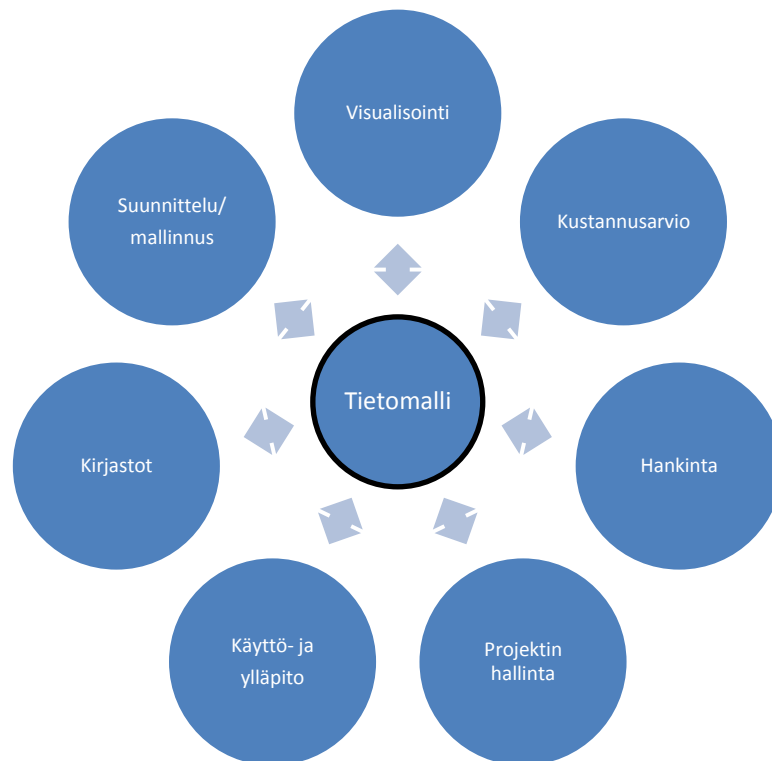 Visualisointi
Kustannusarvio
Hankinta
Projektin
hallinta
Käyttö- ja
ylläpito
Kirjastot
Suunnittelu/
mallinnus
Tietomalli